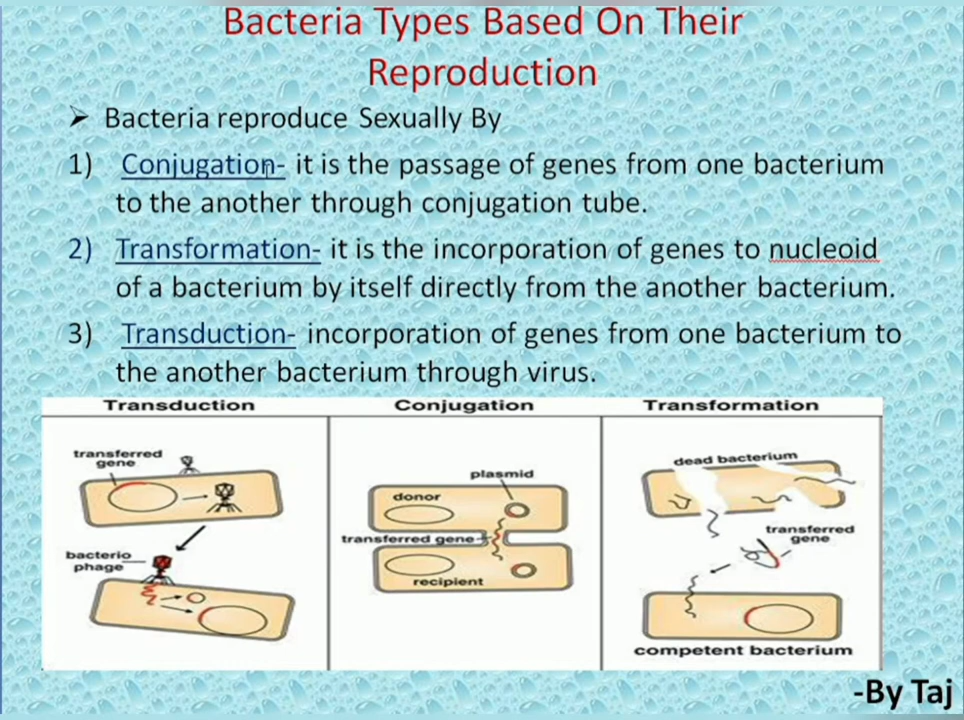 Bacteria Types Based On Their
Reproduction
➢ Bacteria reproduce Sexually By
1) Conjugation- it is the passage of genes from one bacterium
to the another through conjugation tube.
2) Transformation- it is the incorporation of genes to nucleoid
of a bacterium by itself directly from the another bacterium.
3) Transduction- incorporation of genes from one bacterium to
the another bacterium through virus.
Transduction
transferred
gene
bacterio
phage
Conjugation
plasmid
donor
transferred gene
recipient
Transformation
dead bacterium
transferred
gene
competent bacterium
-By Taj